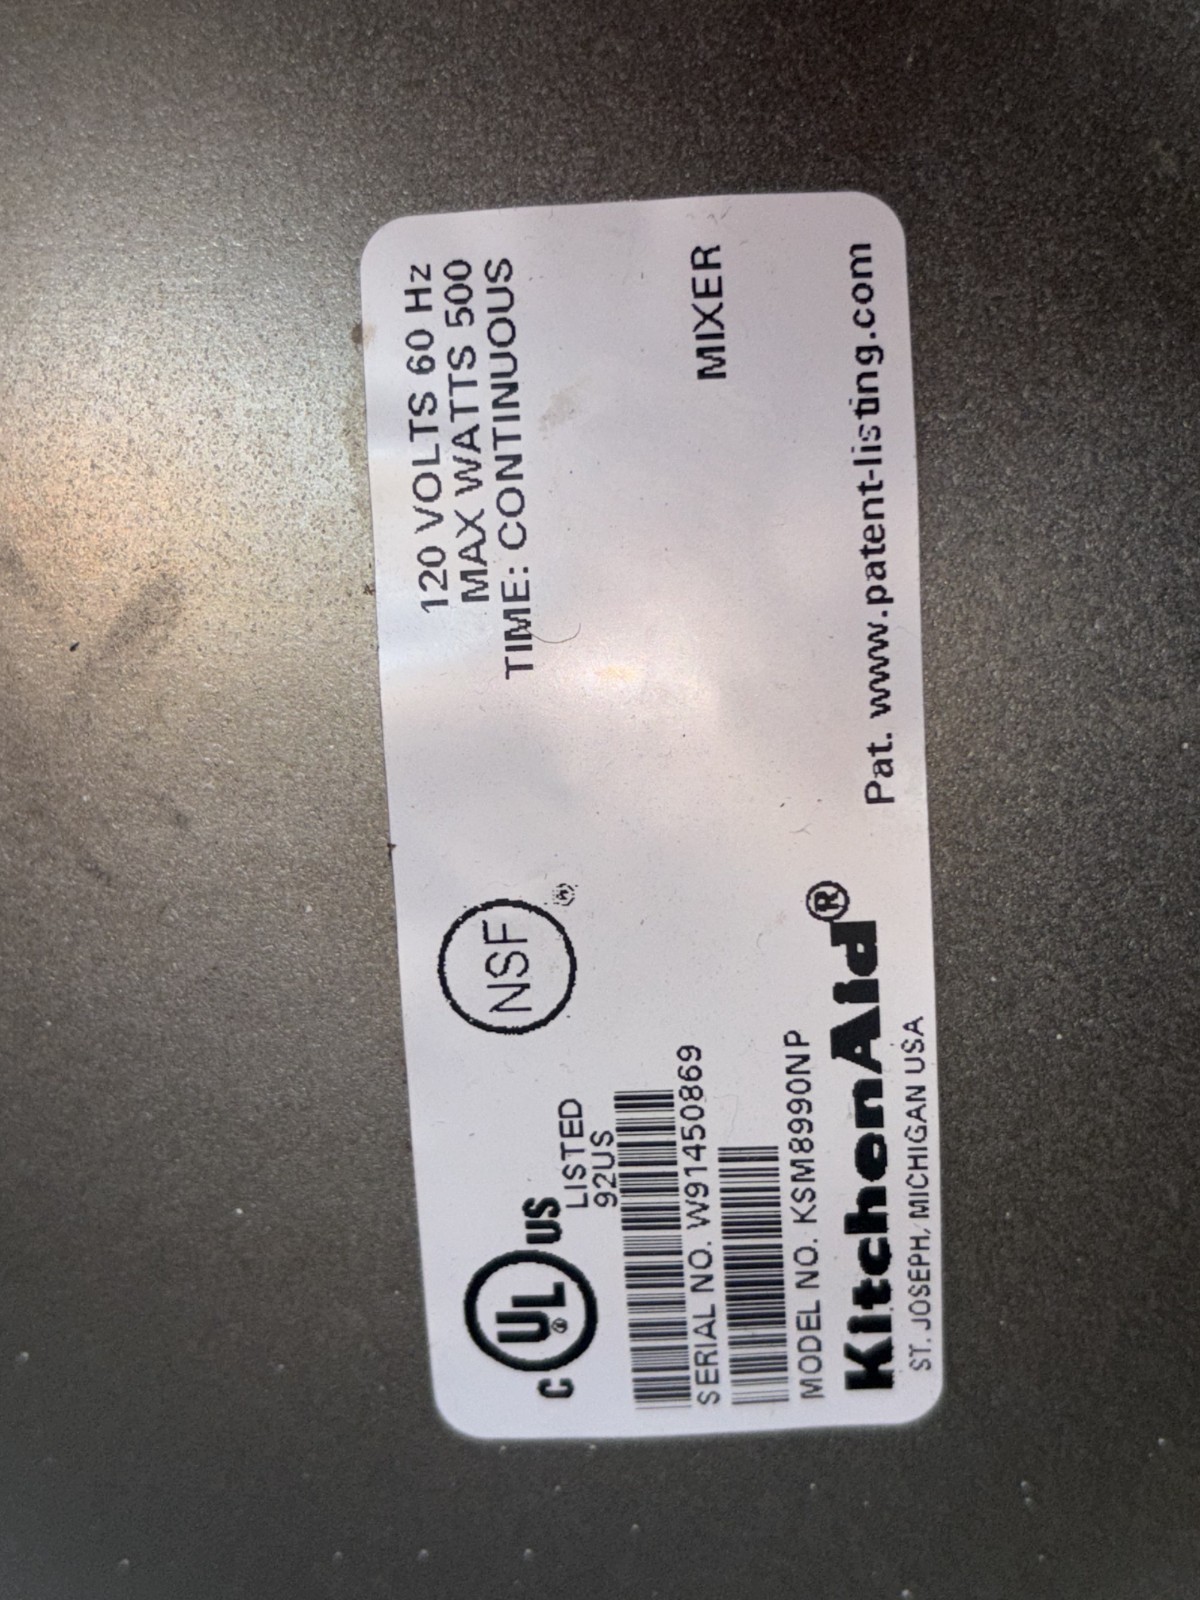 120 VOLTS 60 Hz
MAX WATTS 500
TIME: CONTINUOUS
NSF
®
C UL® US
LISTED
92US
SERIAL NO. W91450869
MIXER
MODEL NO. KSM8990NP
KitchenAid®
Pat. www.patent-listing.com
ST. JOSEPH, MICHIGAN USA